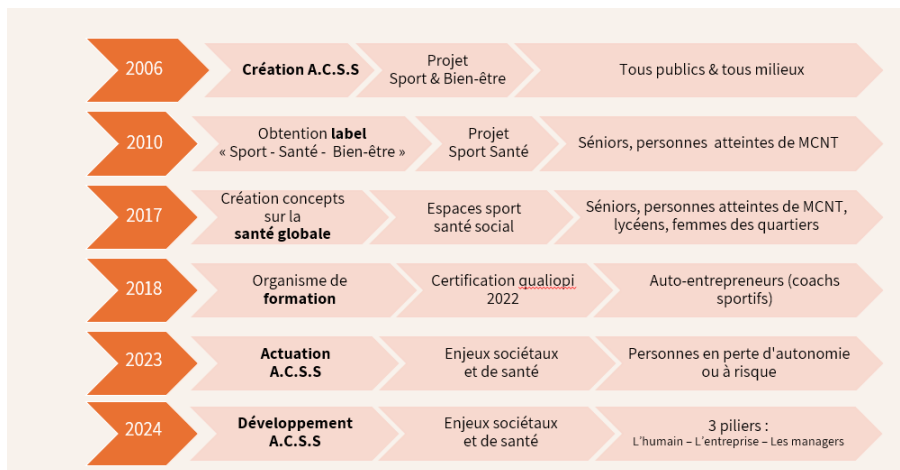 2006
Création A.C.S.S
Projet
Sport & Bien-être
Tous publics & tous milieux
2010
Obtention label
« Sport - Santé -  Bien-être »
Projet
Sport Santé
Séniors, personnes  atteintes de MCNT
2017
Création concepts
sur la
santé globale
Espaces sport
santé social
Séniors, personnes atteintes de MCNT,
lycéens, femmes des quartiers
2018
Organisme de
formation
Certification qualiopi
2022
Auto-entrepreneurs (coachs
sportifs)
2023
Actuation
A.C.S.S
Enjeux sociétaux
et de santé
Personnes en perte d'autonomie
ou à risque
2024
Développement
A.C.S.S
Enjeux sociétaux
et de santé
3 piliers :
L'humain – L'entreprise – Les managers